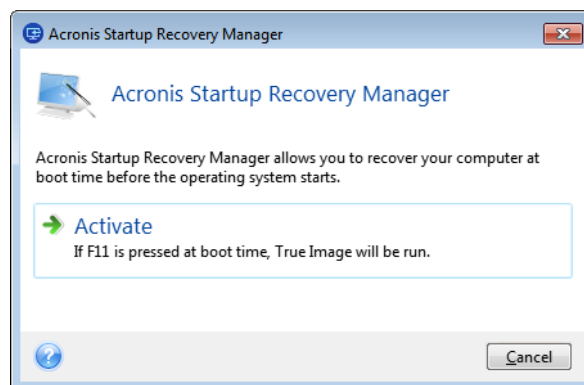 Acronis Startup Recovery Manager
Acronis Startup Recovery Manager
Acronis Startup Recovery Manager allows you to recover your computer at
boot time before the operating system starts.
Activate
If F11 is pressed at boot time, True Image will be run.
Cancel